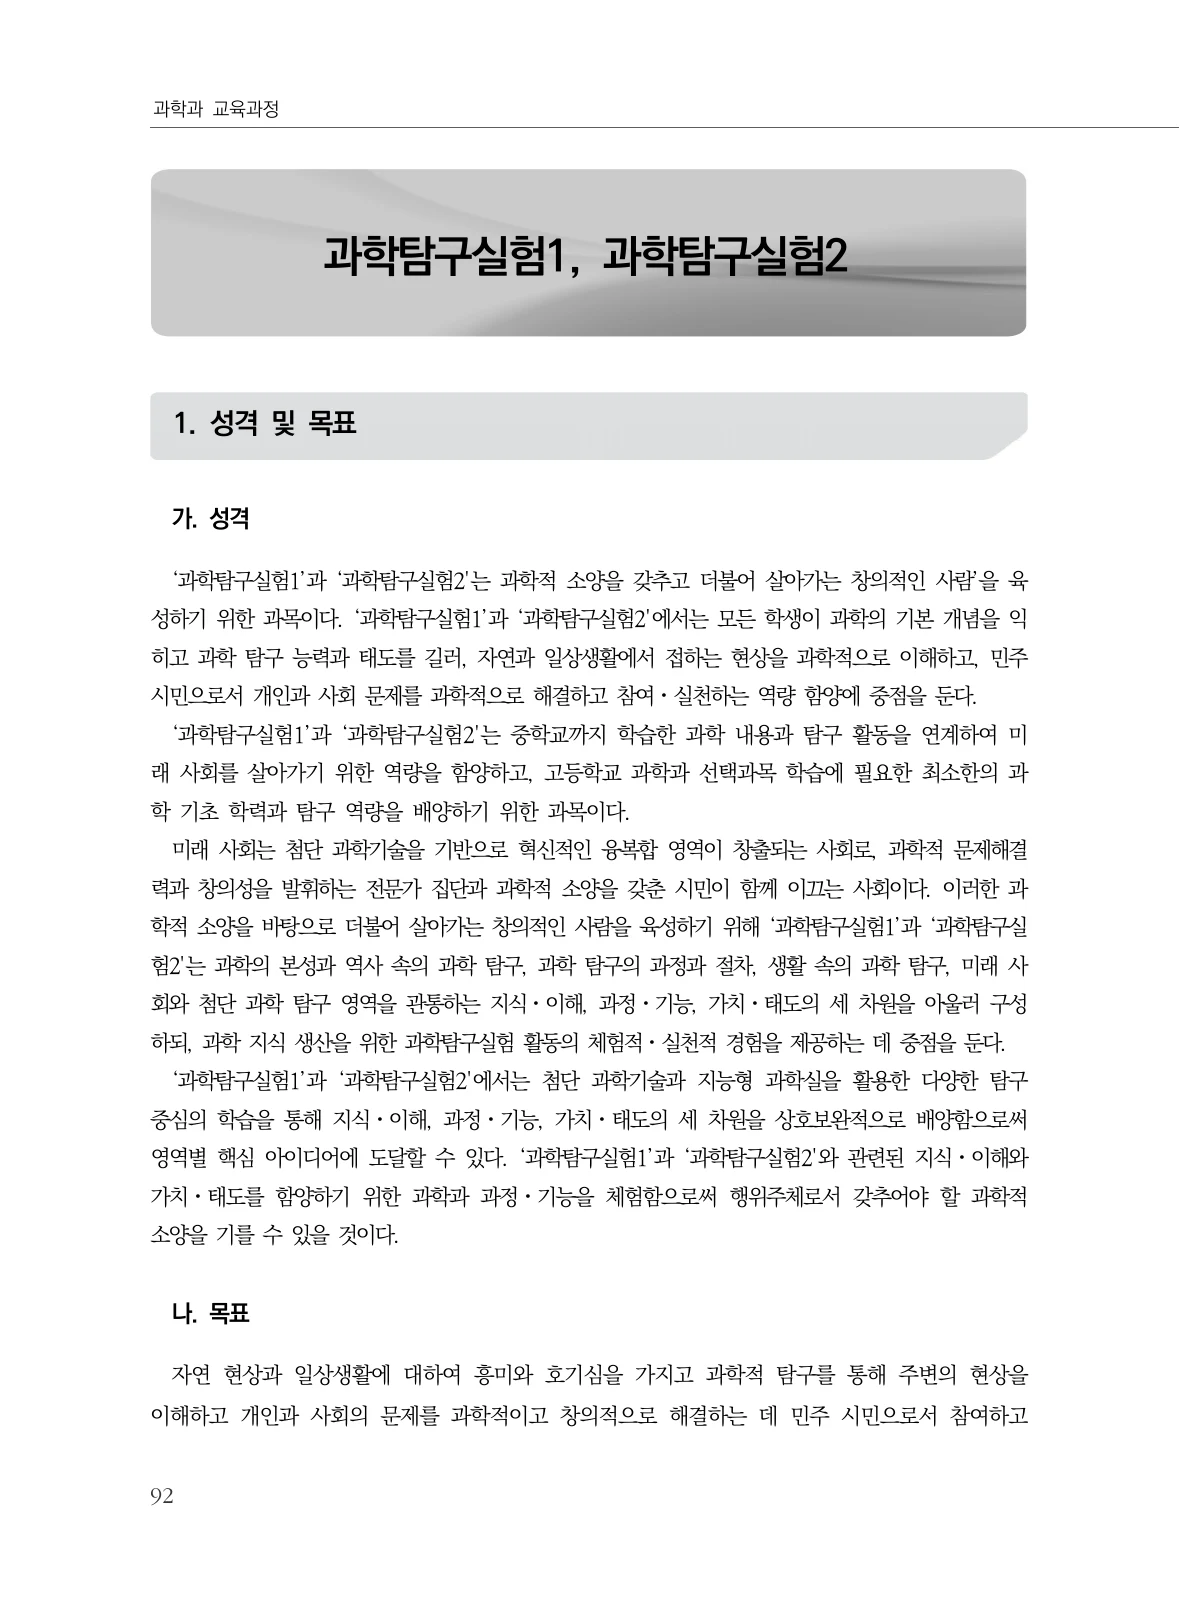 과학과 교육과정
과학탐구실험1, 과학탐구실험2
1. 성격 및 목표
가. 성격
‘과학탐구실험1’과 ‘과학탐구실험2'는 과학적 소양을 갖추고 더불어 살아가는 창의적인 사람’을 육
성하기 위한 과목이다. ‘과학탐구실험1’과 ‘과학탐구실험2'에서는 모든 학생이 과학의 기본 개념을 익
히고 과학 탐구 능력과 태도를 길러, 자연과 일상생활에서 접하는 현상을 과학적으로 이해하고, 민주
시민으로서 개인과 사회 문제를 과학적으로 해결하고 참여・실천하는 역량 함양에 중점을 둔다.
‘과학탐구실험1’과 ‘과학탐구실험2'는 중학교까지 학습한 과학 내용과 탐구 활동을 연계하여 미
래 사회를 살아가기 위한 역량을 함양하고, 고등학교 과학과 선택과목 학습에 필요한 최소한의 과
학 기초 학력과 탐구 역량을 배양하기 위한 과목이다.
미래 사회는 첨단 과학기술을 기반으로 혁신적인 융복합 영역이 창출되는 사회로, 과학적 문제해결
력과 창의성을 발휘하는 전문가 집단과 과학적 소양을 갖춘 시민이 함께 이끄는 사회이다. 이러한 과
학적 소양을 바탕으로 더불어 살아가는 창의적인 사람을 육성하기 위해 ‘과학탐구실험1’과 ‘과학탐구실
험2'는 과학의 본성과 역사 속의 과학 탐구, 과학 탐구의 과정과 절차, 생활 속의 과학 탐구, 미래 사
회와 첨단 과학 탐구 영역을 관통하는 지식・이해, 과정・기능, 가치・태도의 세 차원을 아울러 구성
하되, 과학 지식 생산을 위한 과학탐구실험 활동의 체험적・실천적 경험을 제공하는 데 중점을 둔다.
‘과학탐구실험1’과 ‘과학탐구실험2'에서는 첨단 과학기술과 지능형 과학실을 활용한 다양한 탐구
중심의 학습을 통해 지식・이해, 과정・기능, 가치・태도의 세 차원을 상호보완적으로 배양함으로써
영역별 핵심 아이디어에 도달할 수 있다. ‘과학탐구실험1’과 ‘과학탐구실험2'와 관련된 지식・이해와
가치・태도를 함양하기 위한 과학과 과정・기능을 체험함으로써 행위주체로서 갖추어야 할 과학적
소양을 기를 수 있을 것이다.
나. 목표
자연 현상과 일상생활에 대하여 흥미와 호기심을 가지고 과학적 탐구를 통해 주변의 현상을
이해하고 개인과 사회의 문제를 과학적이고 창의적으로 해결하는 데 민주 시민으로서 참여하고
92